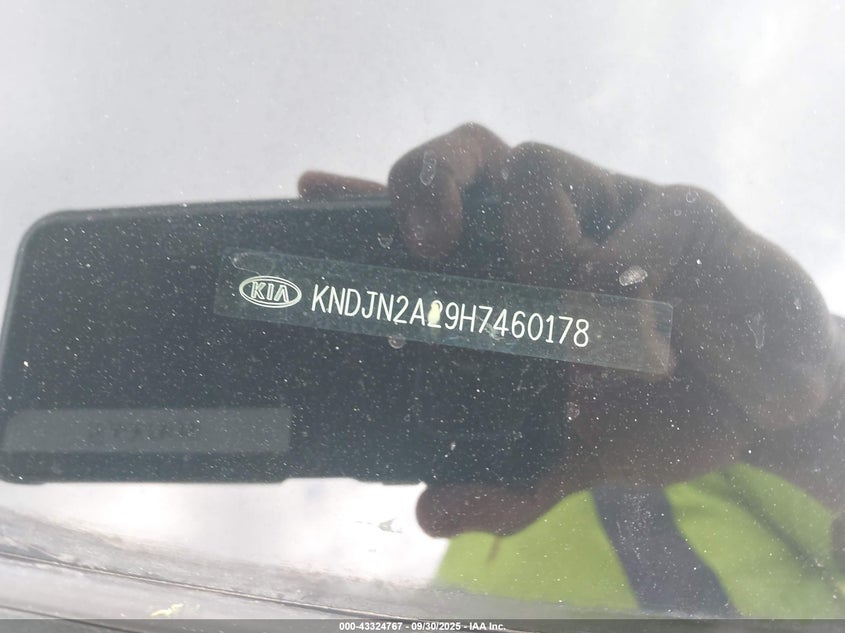 KIA KNDJN2A29H7460178
000-43324767 - 09/30/2025 - IAA Inc.